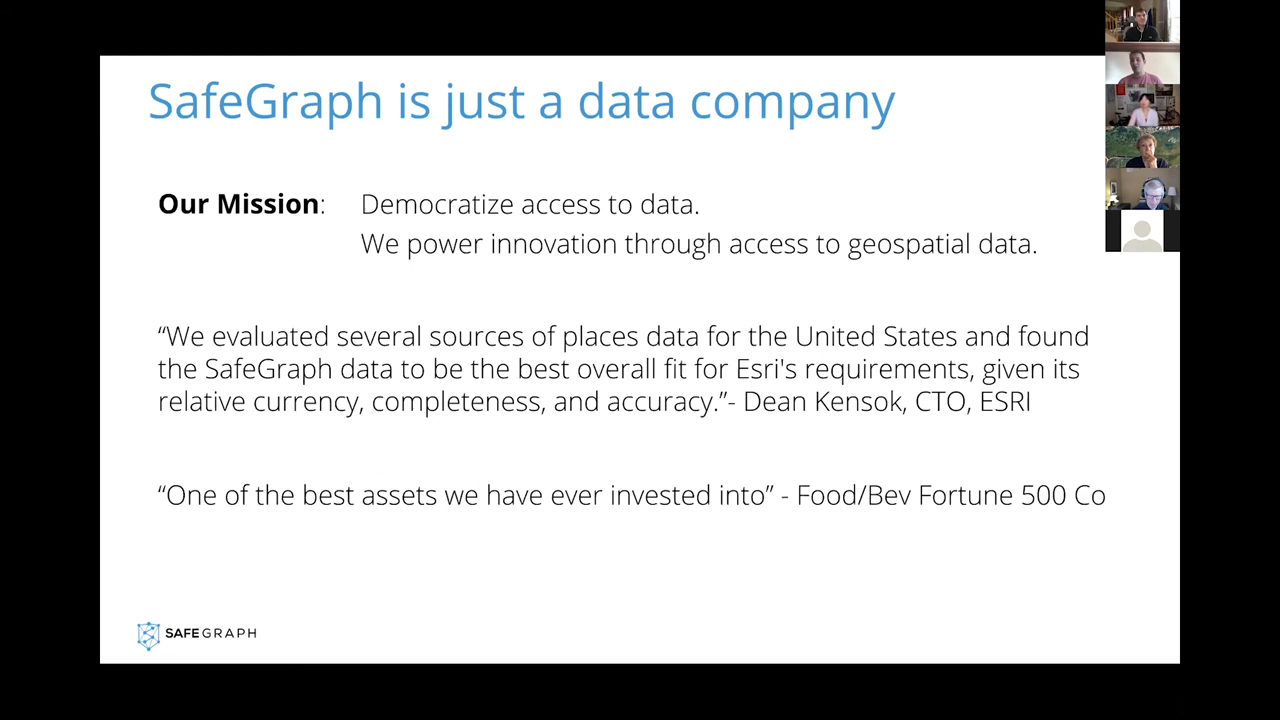 SafeGraph is just a data company
Our Mission: Democratize access to data.
We power innovation through access to geospatial data.
“We evaluated several sources of places data for the United States and found
the SafeGraph data to be the best overall fit for Esri's requirements, given its
relative currency, completeness, and accuracy.”- Dean Kensok, CTO, ESRI
“One of the best assets we have ever invested into” - Food/Bev Fortune 500 Co
SAFEGRAPH